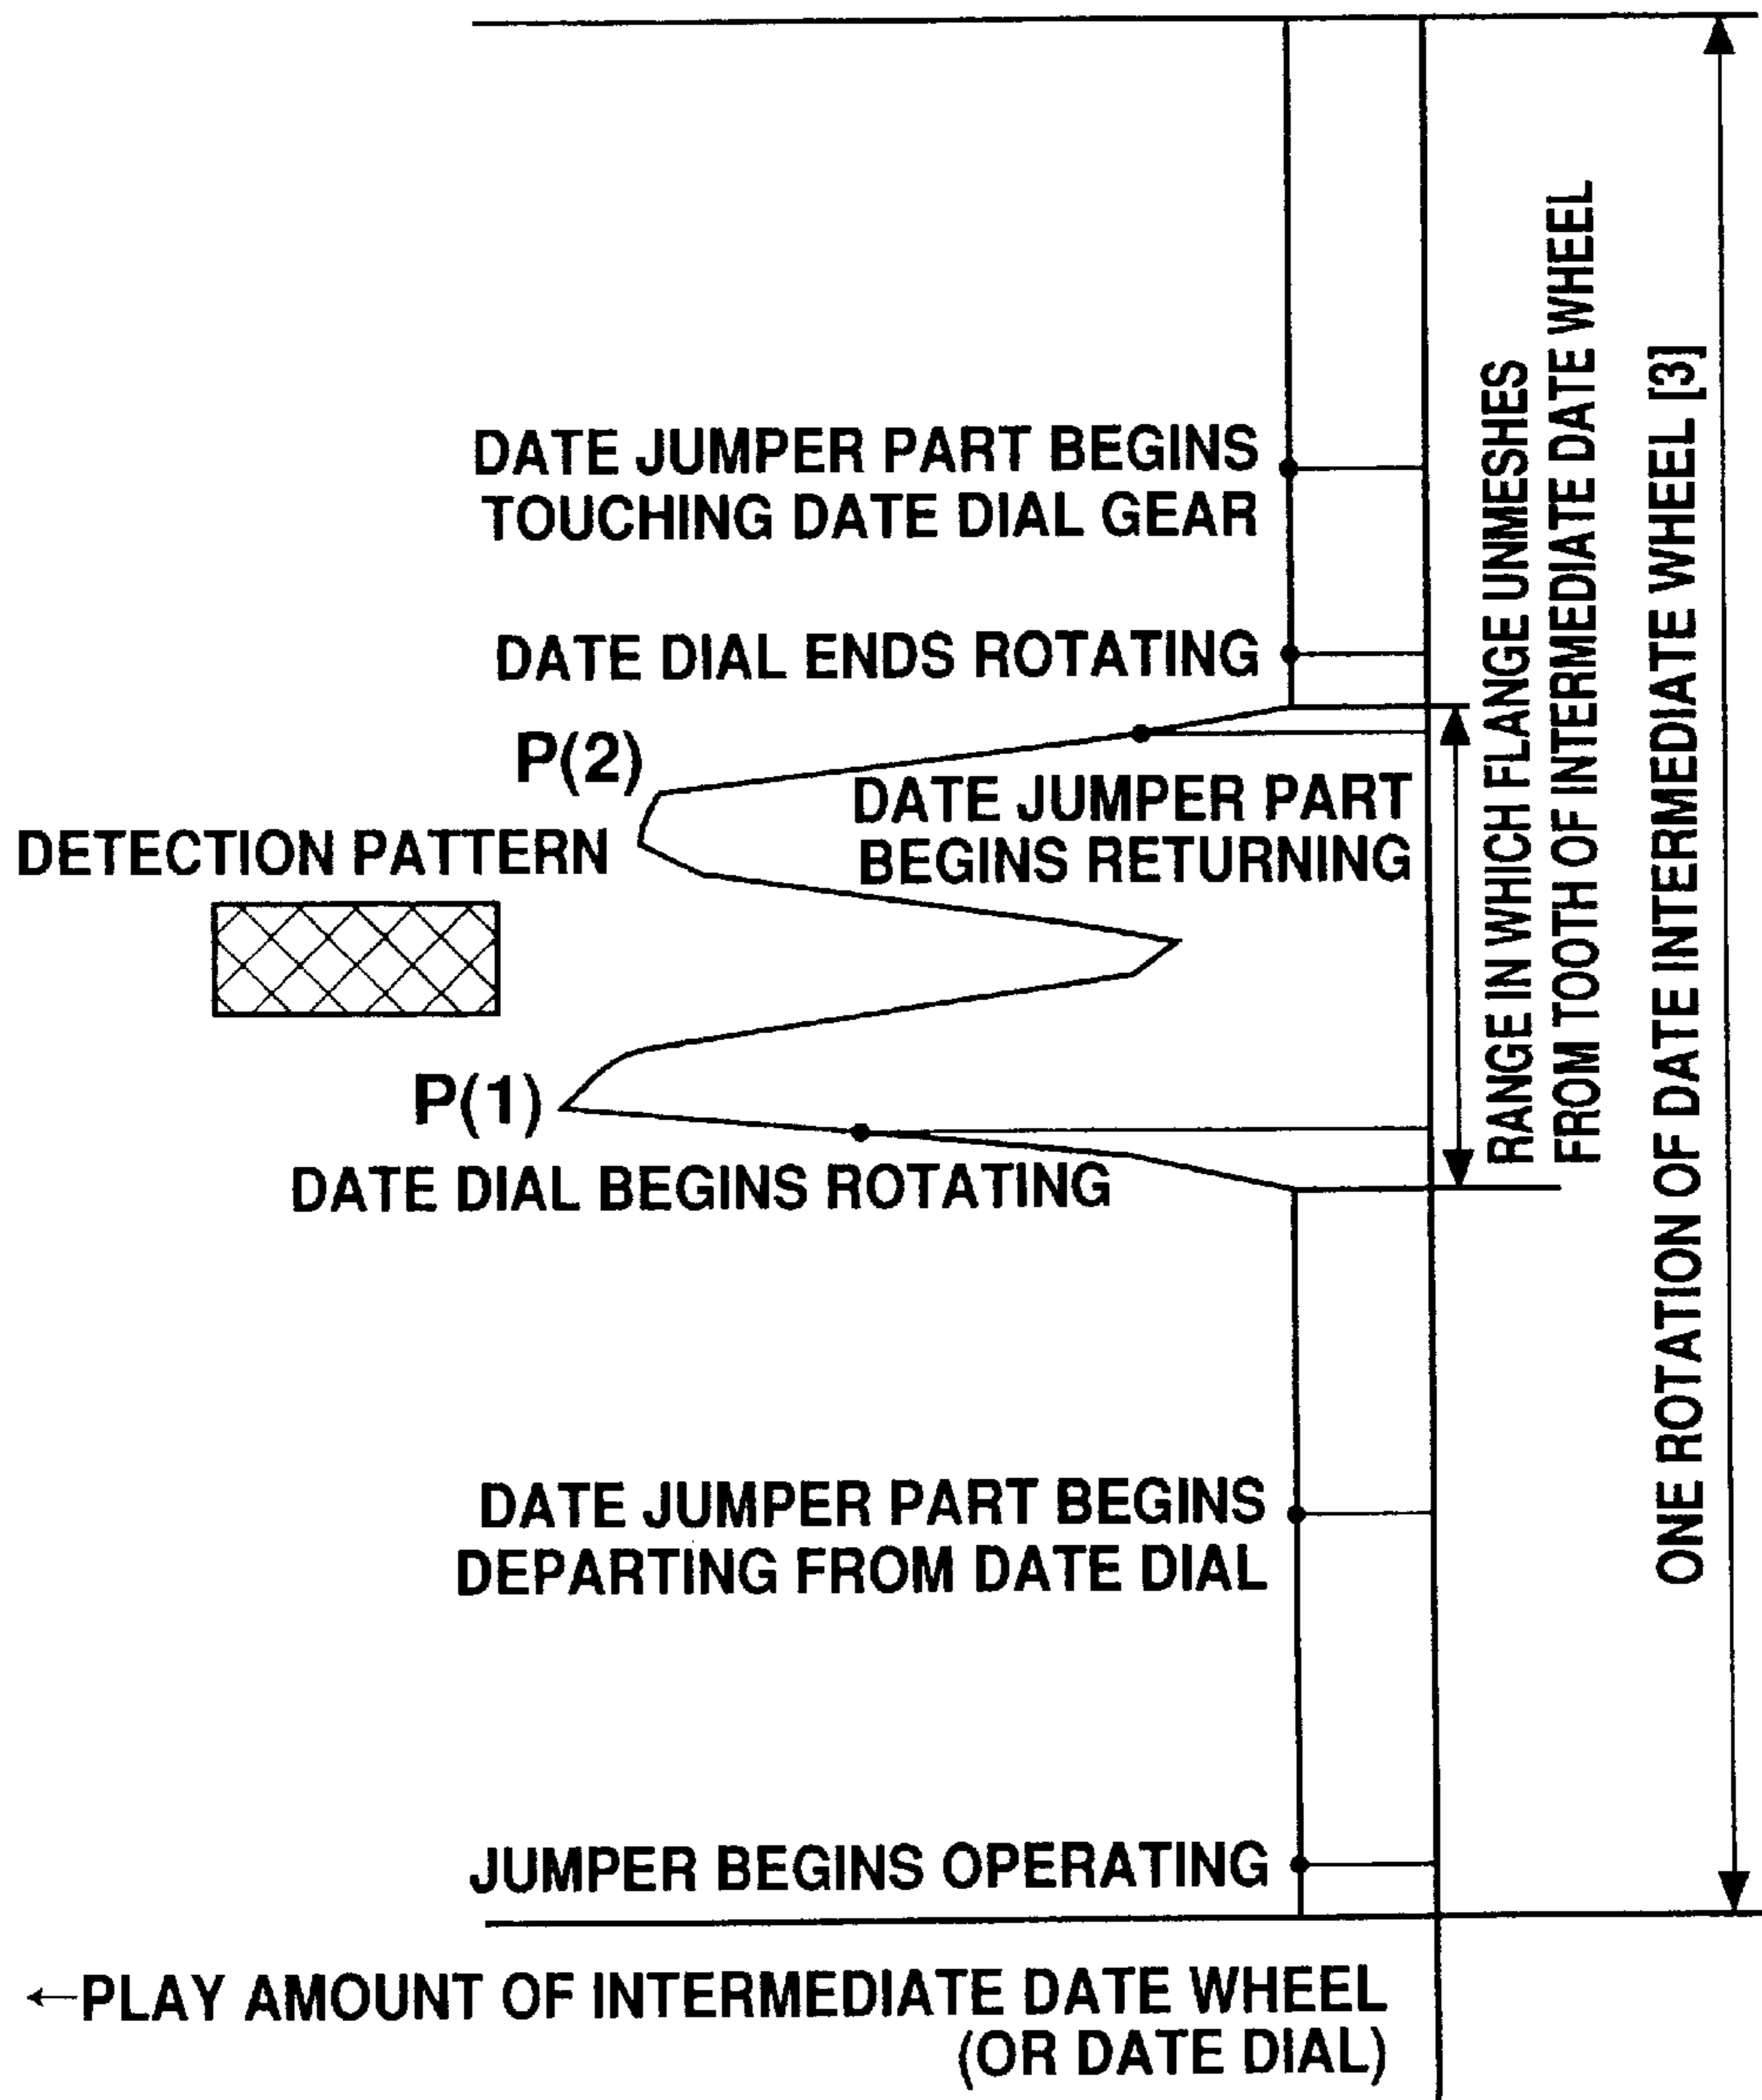 DATE JUMPER PART BEGINS
TOUCHING DATE DIAL GEAR
DATE DIAL ENDS ROTATING
P(2)
DATE JUMPER PART
BEGINS RETURNING
DETECTION PATTERN
P(1)
DATE DIAL BEGINS ROTATING
DATE JUMPER PART BEGINS
DEPARTING FROM DATE DIAL
JUMPER BEGINS OPERATING
←PLAY AMOUNT OF INTERMEDIATE DATE WHEEL
(OR DATE DIAL)
RANGE IN WHICH FLANGE UNMESHES
FROM TOOTH OF INTERMEDIATE DATE WHEEL
ONE ROTATION OF DATE INTERMEDIATE WHEEL [3]